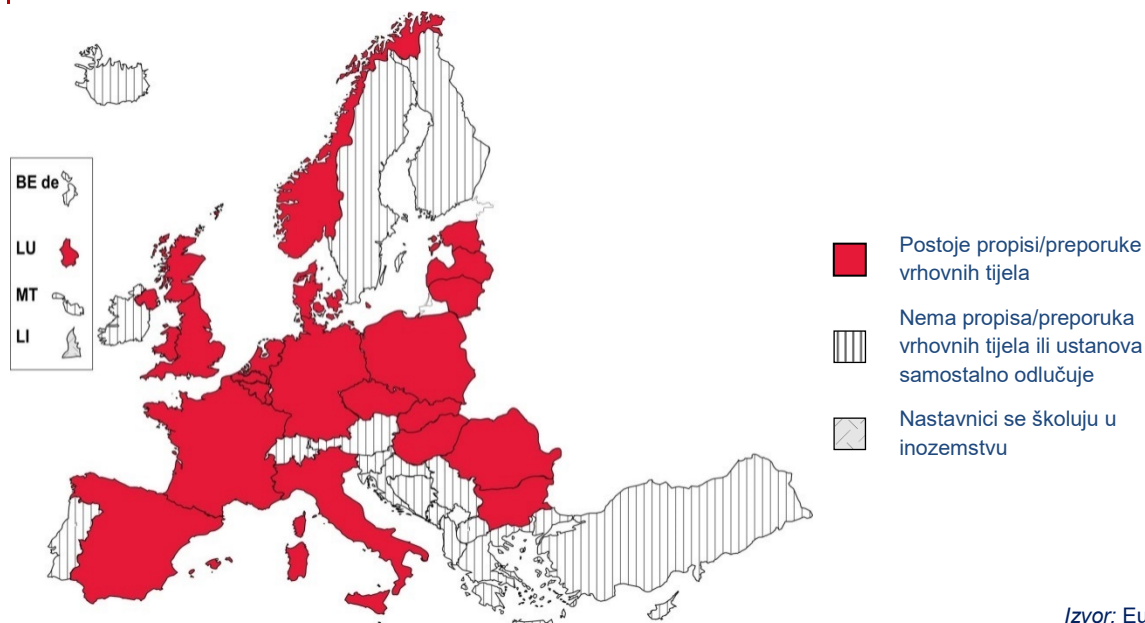 BE de
LU
MT
LI
Postoje propisi/preporuke
vrhovnih tijela
Nema propisa/preporuka
vrhovnih tijela ili ustanova
samostalno odlučuje
Nastavnici se školuju u
inozemstvu
Izvor: Eu